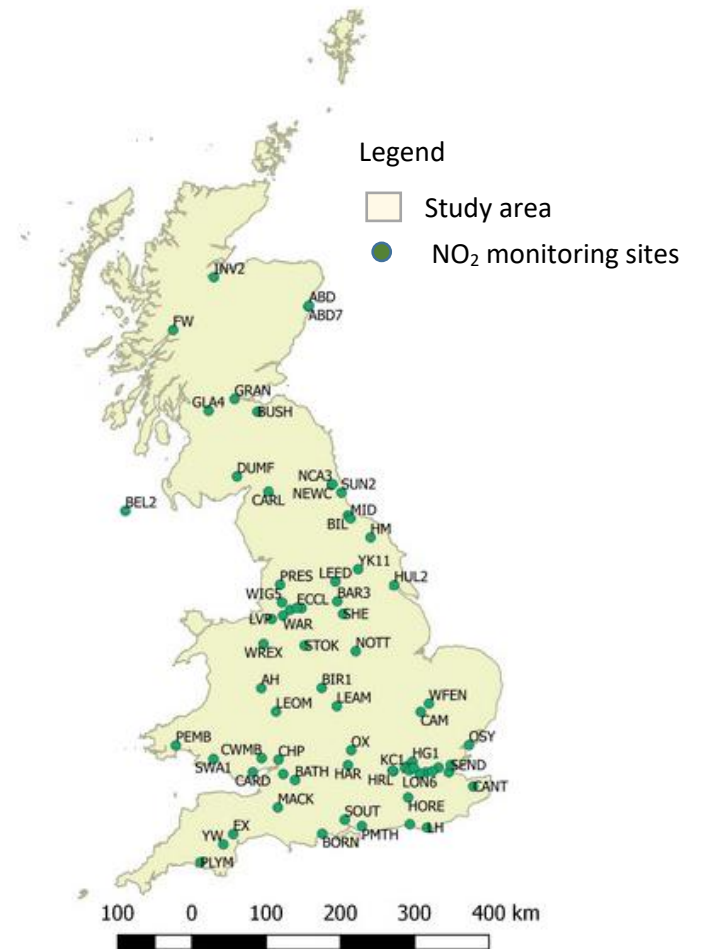 Legend
Study area
NO₂ monitoring sites
INV2
ABD
ABD7
FW
GRAN
GLA4
BUSH
DUMF
NCA3
SUN2
CARL
NEWC
BEL2
MID
BIL
HM
YK11
PRES
LEED
HUL2
WIG5
ECCL
BAR3
LVP
WAR
SHE
WREX
STOK
NOTT
AH
BIR1
LEOM
LEAM
WFEN
CAM
PEMB
CWMB
CHP
OX
OSY
SWA1
CARD
BATH
HAR
HRL
KC1
HG1
LON6
SEND
CANT
MACK
HORE
SOUT
YW
EX
BORN
PMTH
LH
PLYM
100 0 100 200 300 400 km